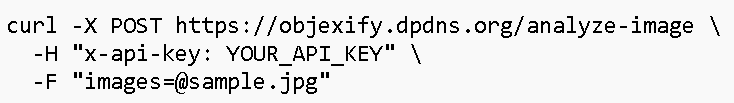 curl -X POST https://objexify.dpdns.org/analyze-image \
  -H "x-api-key: YOUR_API_KEY" \
  -F "images=@sample.jpg"